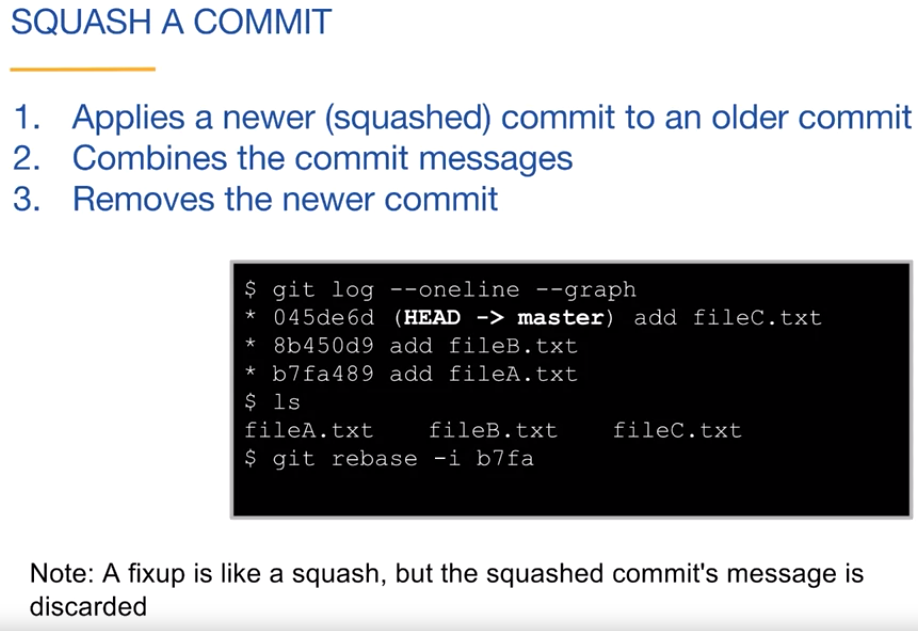 SQUASH A COMMIT
1. Applies a newer (squashed) commit to an older commit
2. Combines the commit messages
3. Removes the newer commit
$ git log --oneline --graph
* 045de6d (HEAD -> master) add fileC.txt
* 8b450d9 add fileB.txt
* b7fa489 add fileA.txt
$ ls
fileA.txt fileB.txt fileC.txt
$ git rebase -i b7fa
Note: A fixup is like a squash, but the squashed commit's message is
discarded